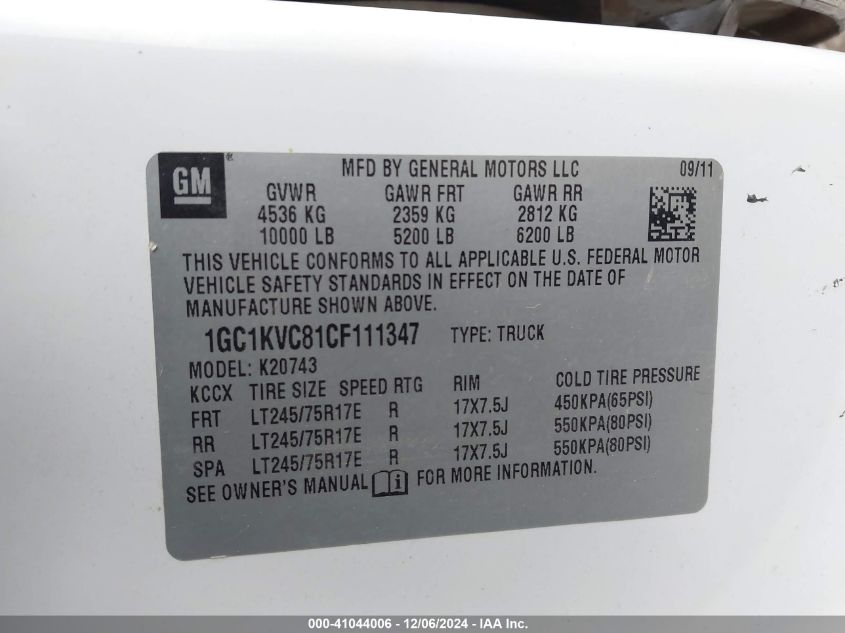 GM
MFD BY GENERAL MOTORS LLC 09/11
GVWR GAWR FRT GAWR RR
4536 KG 2359 KG 2812 KG
10000 LB 5200 LB 6200 LB
THIS VEHICLE CONFORMS TO ALL APPLICABLE U.S. FEDERAL MOTOR
VEHICLE SAFETY STANDARDS IN EFFECT ON THE DATE OF
MANUFACTURE SHOWN ABOVE.
1GC1KVC81CF111347 TYPE: TRUCK
MODEL: K20743
KCCX TIRE SIZE SPEED RTG RIM COLD TIRE PRESSURE
FRT LT245/75R17E R 17X7.5J 450KPA(65PSI)
RR LT245/75R17E R 17X7.5J 550KPA(80PSI)
SPA LT245/75R17E R 17X7.5J 550KPA(80PSI)
SEE OWNER'S MANUAL i FOR MORE INFORMATION.
000-41044006 - 12/06/2024 - IAA Inc.